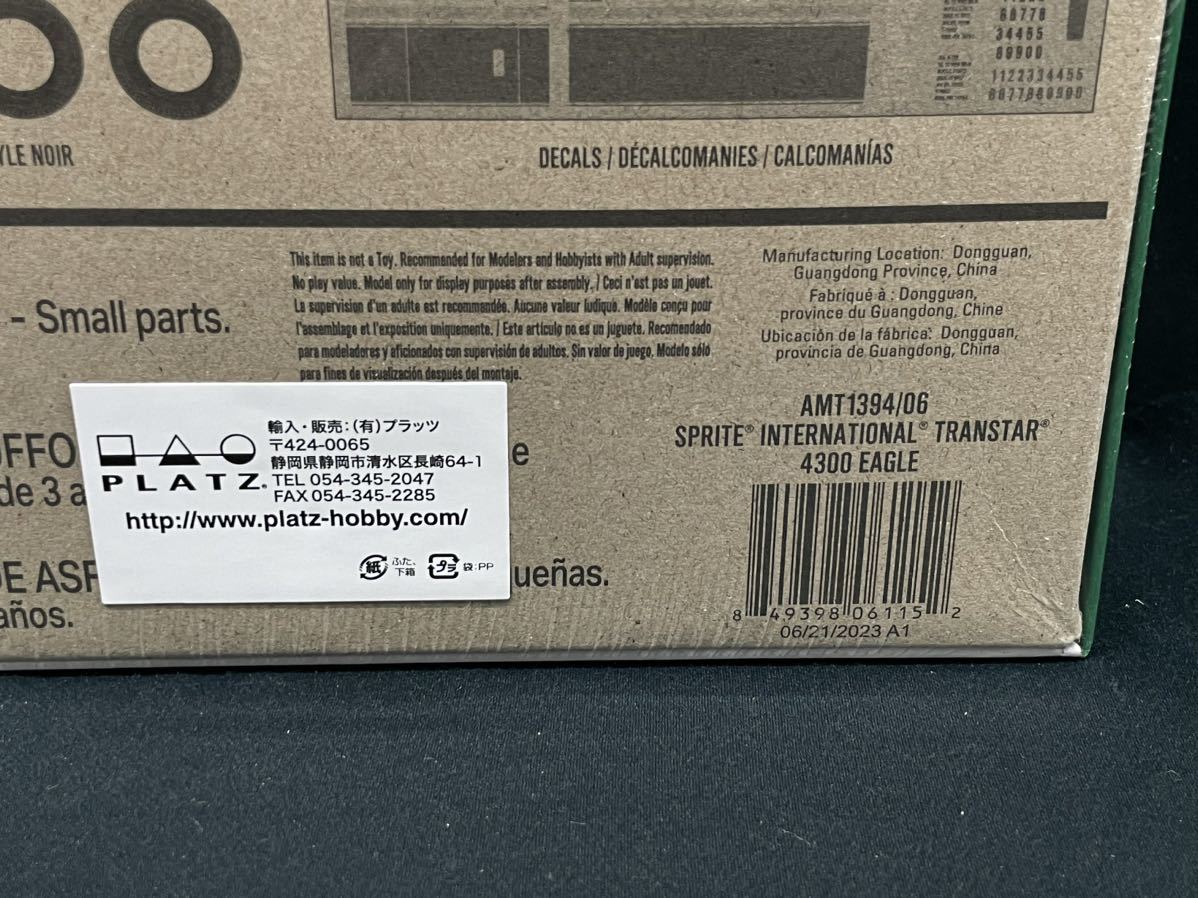 66778
34455
89900
1122334455
6677889900
YLE NOIR
DECALS / DÉCALCOMANIES / CALCOMANÍAS
This item is not a Toy. Recommended for Modelers and Hobbyists with Adult supervision.
No play value. Model only for display purposes after assembly. / Ceci n'est pas un jouet.
La supervision d'un adulte est recommandée. Aucune valeur ludique. Modèle conçu pour
l'assemblage et l'exposition uniquement. / Este artículo no es un juguete. Recomendado
para modeladores y aficionados con supervisión de adultos. Sin valor de juego. Modelo sólo
para fines de visualización después del montaje.
Manufacturing Location: Dongguan,
Guangdong Province, China
Fabriqué à : Dongguan,
province du Guangdong, Chine
Ubicación de la fábrica: Dongguan,
provincia de Guangdong, China
- Small parts.
OFFO
e
de 3 a
DE ASF
ueñas.
años.
PLATZ®
輸入・販売:(有)プラッツ
〒424-0065
静岡県静岡市清水区長崎64-1
TEL 054-345-2047
FAX 054-345-2285
http://www.platz-hobby.com/
紙 ふた、
下箱
プラ 袋:PP
AMT1394/06
SPRITE® INTERNATIONAL® TRANSTAR®
4300 EAGLE
8 49398 06115 2
06/21/2023 A1